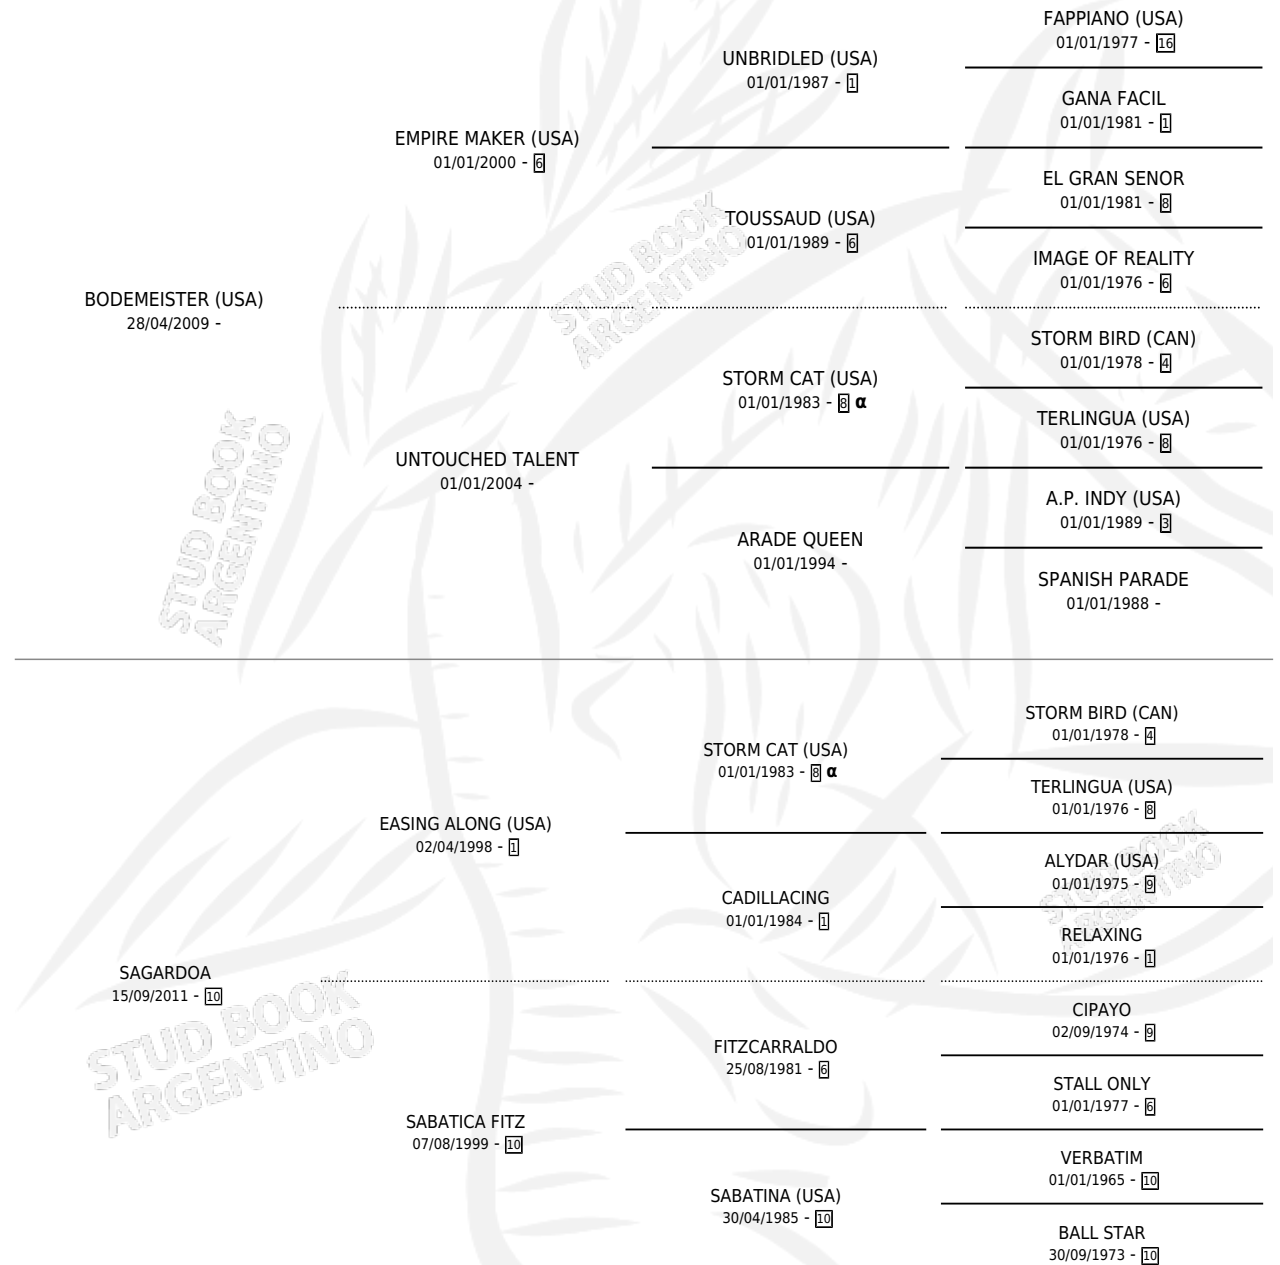 FAPPIANO (USA)
01/01/1977 - 16
UNBRIDLED (USA)
01/01/1987 - 1
GANA FACIL
01/01/1981 - 1
EMPIRE MAKER (USA)
01/01/2000 - 6
EL GRAN SENOR
01/01/1981 - 8
TOUSSAUD (USA)
01/01/1989 - 6
IMAGE OF REALITY
01/01/1976 - 6
BODEMEISTER (USA)
28/04/2009 -
STORM BIRD (CAN)
01/01/1978 - 4
STORM CAT (USA)
01/01/1983 - 8 α
TERLINGUA (USA)
01/01/1976 - 8
UNTOUCHED TALENT
01/01/2004 -
A.P. INDY (USA)
01/01/1989 - 3
ARADE QUEEN
01/01/1994 -
SPANISH PARADE
01/01/1988 -
STORM BIRD (CAN)
01/01/1978 - 4
STORM CAT (USA)
01/01/1983 - 8 α
TERLINGUA (USA)
01/01/1976 - 8
EASING ALONG (USA)
02/04/1998 - 1
ALYDAR (USA)
01/01/1975 - 9
CADILLACING
01/01/1984 - 1
RELAXING
01/01/1976 - 1
SAGARDOA
15/09/2011 - 10
CIPAYO
02/09/1974 - 9
FITZCARRALDO
25/08/1981 - 6
STALL ONLY
01/01/1977 - 6
SABATICA FITZ
07/08/1999 - 10
VERBATIM
01/01/1965 - 10
SABATINA (USA)
30/04/1985 - 10
BALL STAR
30/09/1973 - 10
STUD BOOK
ARGENTINO
STUD BOOK
ARGENTINO
STUD BOOK
ARGENTINO
STUD BOOK
ARGENTINO